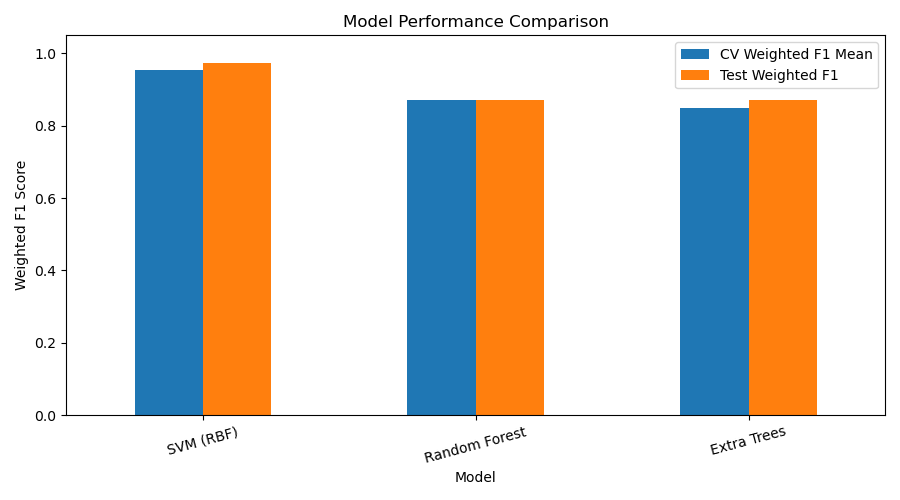 Model Performance Comparison
CV Weighted F1 Mean
Test Weighted F1
Weighted F1 Score
1.0
0.8
0.6
0.4
0.2
0.0
SVM (RBF)
Random Forest
Extra Trees
Model